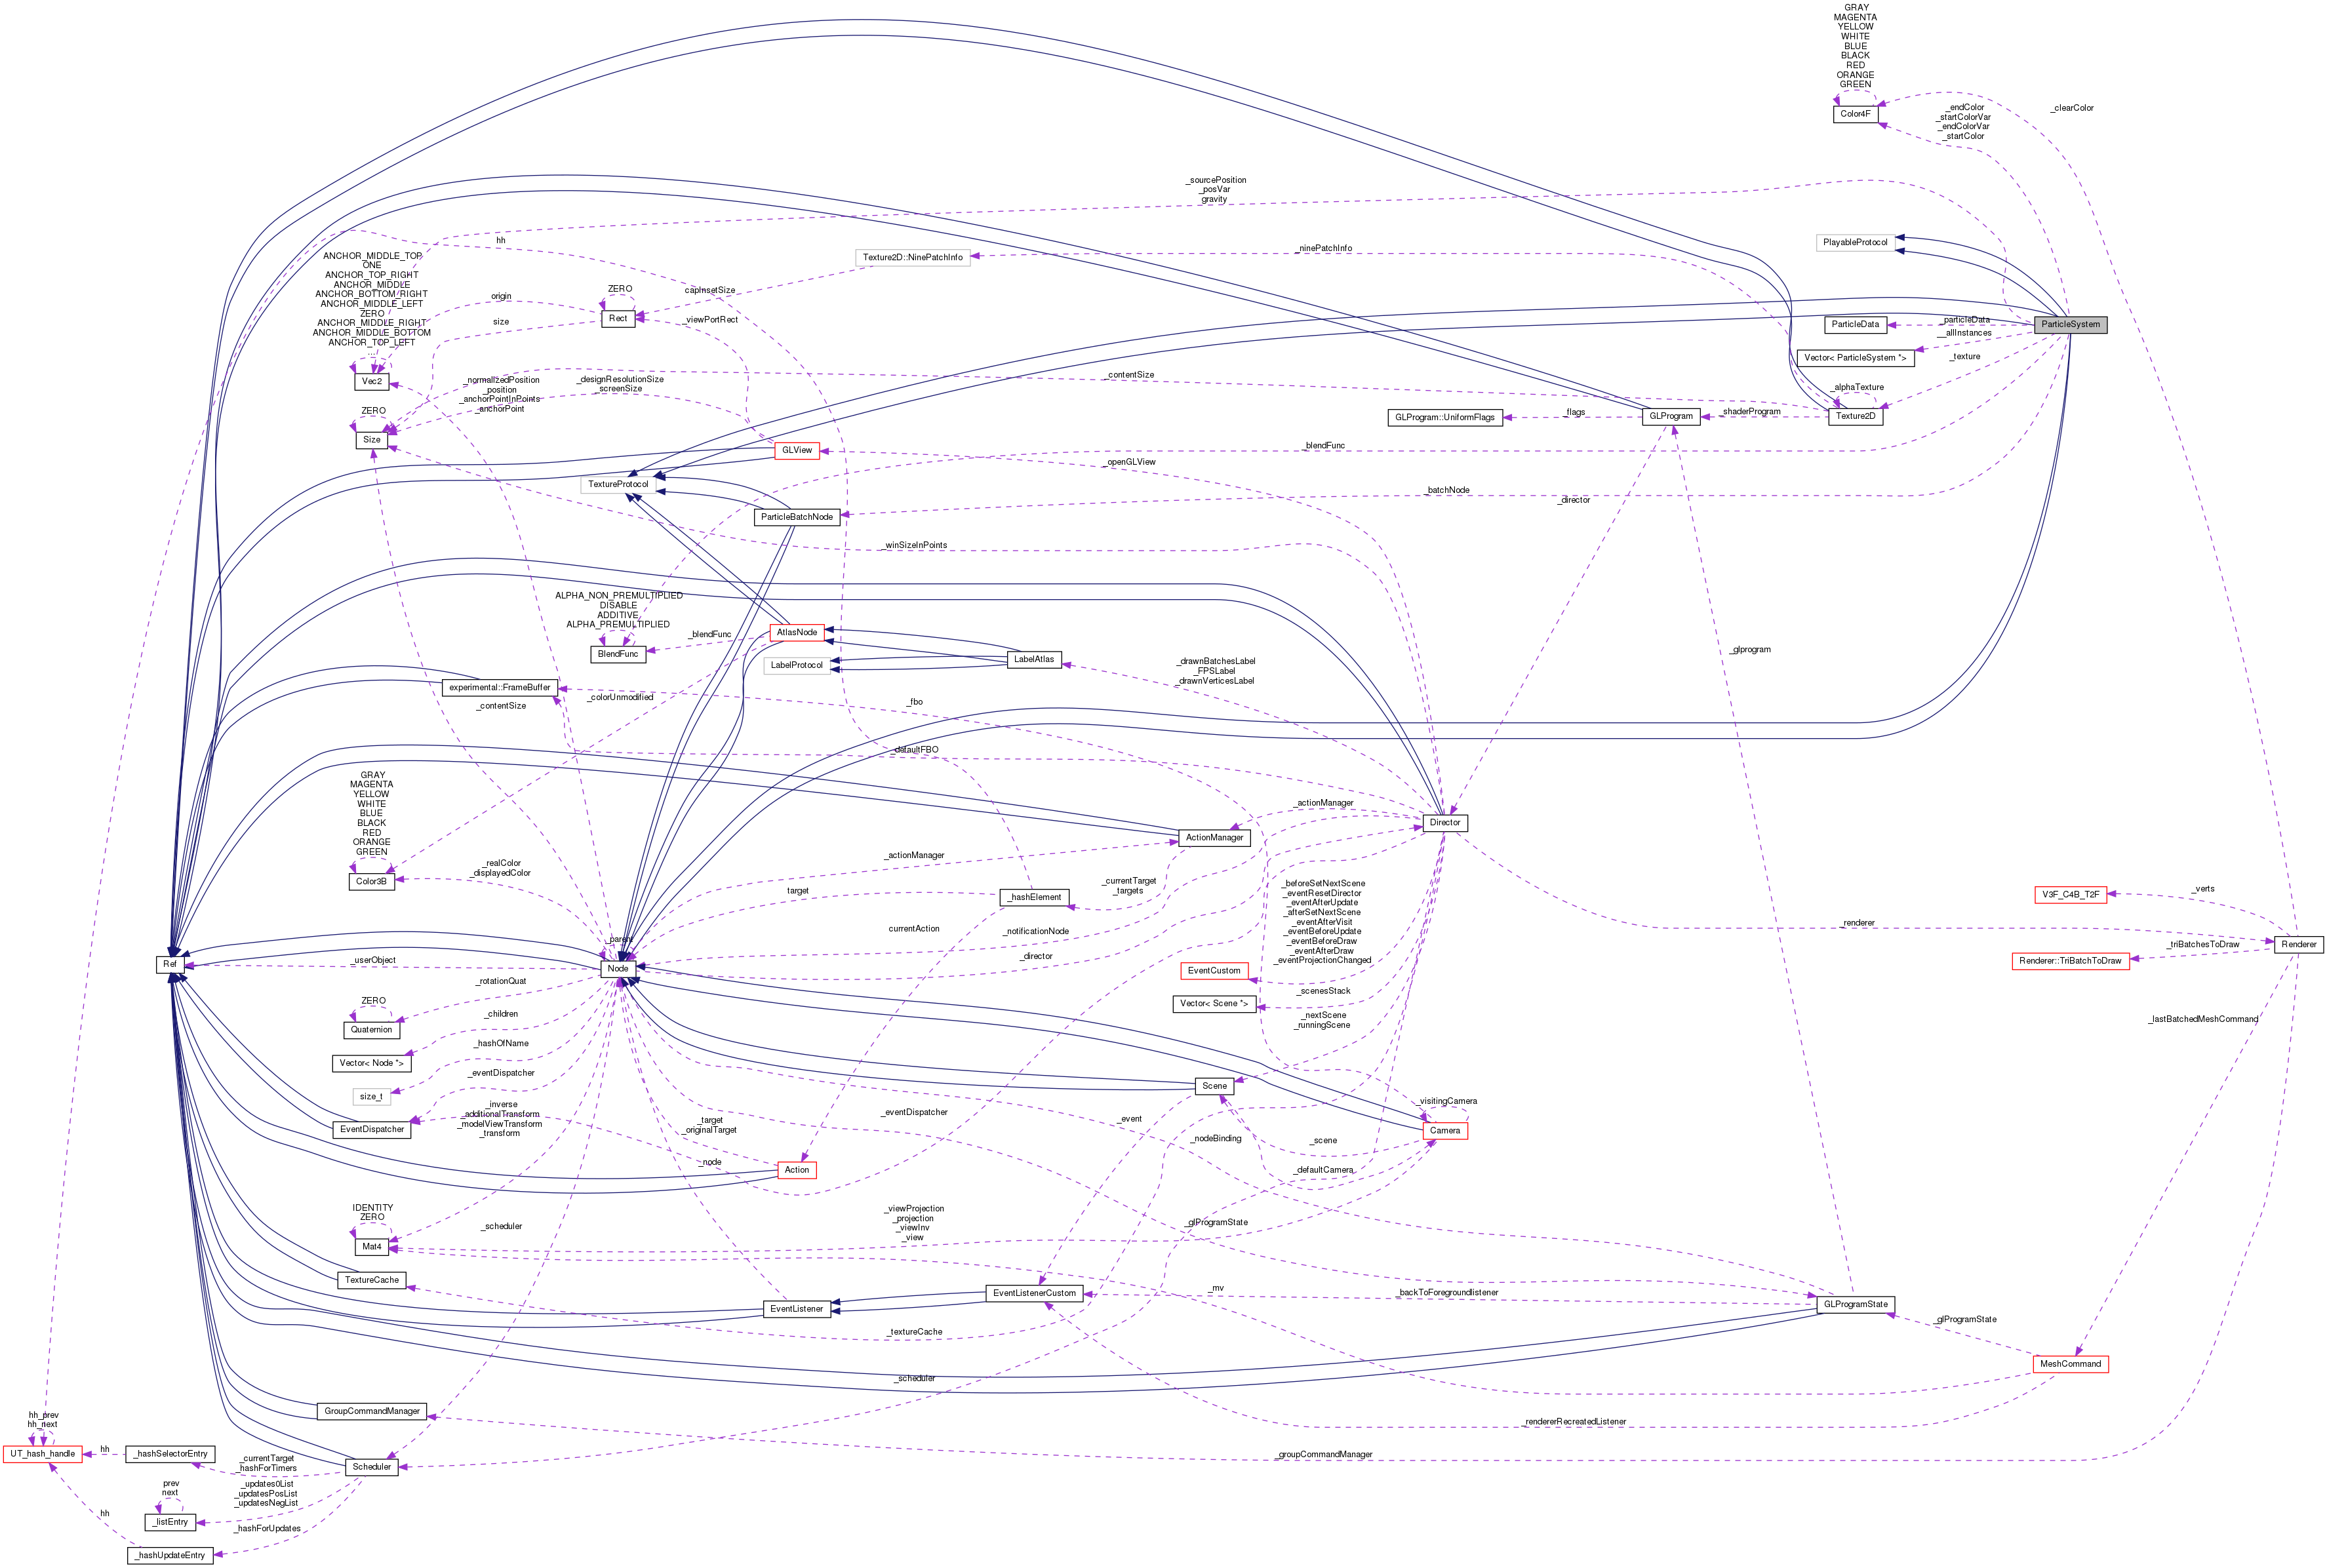 GRAY
MAGENTA
YELLOW
WHITE
BLUE
BLACK
RED
ORANGE
GREEN
_clearColor
_endColor
_startColorVar
_endColorVar
_startColor
Color4F
_sourcePosition
_posVar
gravity
hh
PlayableProtocol
_ninePatchInfo
Texture2D::NinePatchInfo
ANCHOR_MIDDLE_TOP
ONE
ANCHOR_TOP_RIGHT
ANCHOR_MIDDLE
ANCHOR_BOTTOM_RIGHT
ANCHOR_MIDDLE_LEFT
ZERO
ANCHOR_MIDDLE_RIGHT
ANCHOR_MIDDLE_BOTTOM
ANCHOR_TOP_LEFT
...
origin
ZERO
capInsetSize
size
Rect
_viewPortRect
ParticleData
_particleData
ParticleSystem
_allInstances
Vector< ParticleSystem *>
_texture
Vec2
_normalizedPosition
_position
_anchorPointInPoints
_anchorPoint
_designResolutionSize
_screenSize
_contentSize
_alphaTexture
ZERO
Size
GLProgram::UniformFlags
_flags
GLProgram
_shaderProgram
Texture2D
GLView
_blendFunc
_openGLView
TextureProtocol
_batchNode
_director
ParticleBatchNode
_winSizeInPoints
ALPHA_NON_PREMULTIPLIED
DISABLE
ADDITIVE
ALPHA_PREMULTIPLIED
AtlasNode
_blendFunc
BlendFunc
LabelProtocol
LabelAtlas
_drawnBatchesLabel
_FPSLabel
_drawnVerticesLabel
_glprogram
experimental::FrameBuffer
_contentSize
_colorUnmodified
_fbo
_defaultFBO
GRAY
MAGENTA
YELLOW
WHITE
BLUE
BLACK
RED
ORANGE
GREEN
Color3B
_realColor
_displayedColor
_actionManager
ActionManager
_actionManager
Director
target
_currentTarget
_targets
_hashElement
currentAction
_notificationNode
_director
_beforeSetNextScene
_eventResetDirector
_eventAfterUpdate
_afterSetNextScene
_eventAfterVisit
_eventBeforeUpdate
_eventBeforeDraw
_eventAfterDraw
_eventProjectionChanged
_verts
V3F_C4B_T2F
_renderer
Renderer
_triBatchesToDraw
Renderer::TriBatchToDraw
Ref
_userObject
_parent
Node
EventCustom
Vector< Scene *>
_scenesStack
_nextScene
_runningScene
_lastBatchedMeshCommand
_rotationQuat
ZERO
Quaternion
_children
Vector< Node *>
_hashOfName
size_t
_eventDispatcher
EventDispatcher
_inverse
_additionalTransform
_modelViewTransform
_transform
_target
_originalTarget
_eventDispatcher
_node
Action
Scene
_event
_nodeBinding
_visitingCamera
Camera
_scene
_defaultCamera
IDENTITY
ZERO
Mat4
_scheduler
_viewProjection
_projection
_viewInv
_view
_glProgramState
TextureCache
EventListener
EventListenerCustom
_mv
_backToForegroundlistener
GLProgramState
_textureCache
_glProgramState
MeshCommand
_scheduler
GroupCommandManager
_rendererRecreatedListener
_groupCommandManager
hh_prev
hh_next
UT_hash_handle
hh
_hashSelectorEntry
_currentTarget
_hashForTimers
Scheduler
prev
next
_listEntry
_updates0List
_updatesPosList
_updatesNegList
hh
_hashForUpdates
_hashUpdateEntry